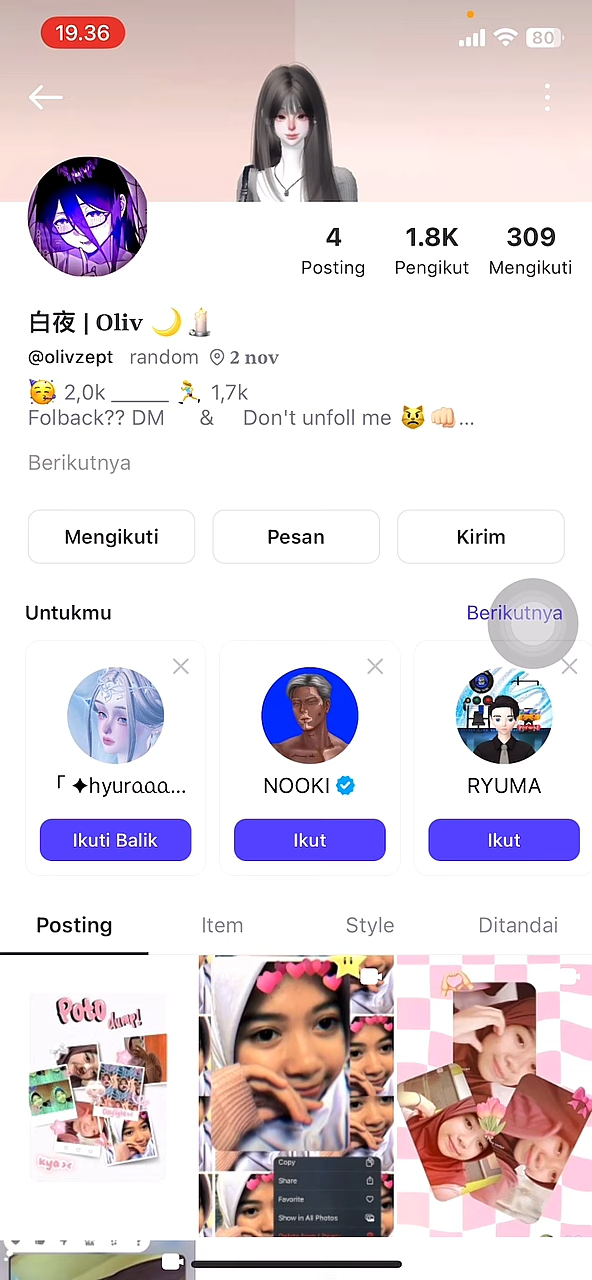 19.36
80
4 1.8K 309
Posting Pengikut Mengikuti
白夜 | Oliv 🌙🕯️
@olivzept random 2 nov
🥳 2,0k ______ 🏃 1,7k
Folback?? DM & Don't unfoll me 😾👊🏻...
Berikutnya
Mengikuti Pesan Kirim
Untukmu Berikutnya
「 ✦hyuraaa... NOOKI RYUMA
Ikuti Balik Ikut Ikut
Posting Item Style Ditandai
Poto dump!
Copy
Share
Favorite
Show in All Photos